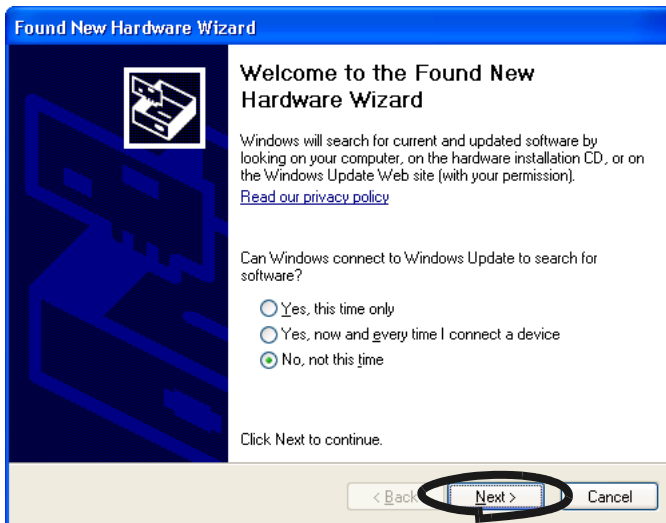 Found New Hardware Wizard
Welcome to the Found New
Hardware Wizard
Windows will search for current and updated software by
looking on your computer, on the hardware installation CD, or on
the Windows Update Web site (with your permission).
Read our privacy policy
Can Windows connect to Windows Update to search for
software?
Yes, this time only
Yes, now and every time I connect a device
No, not this time
Click Next to continue.
< Back
Next >
Cancel